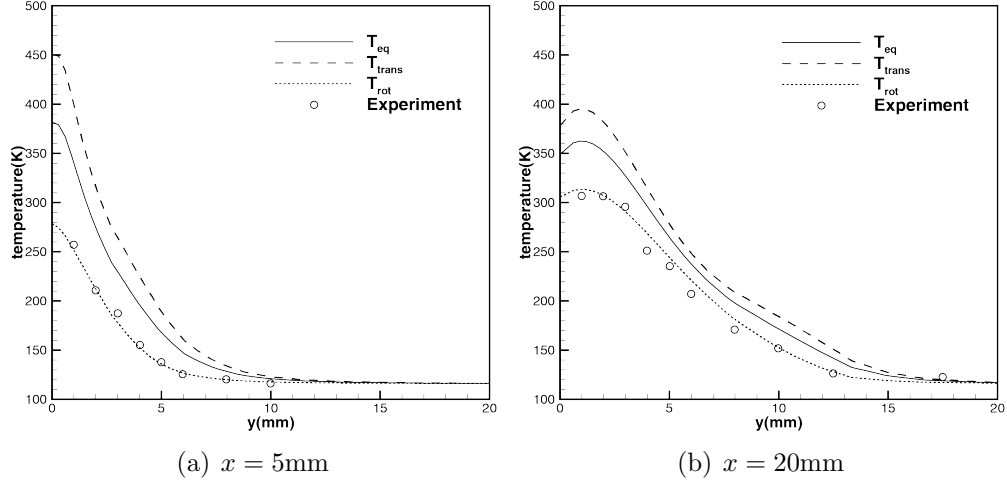 500
450
400
350
300
250
200
150
100
temperature(K)
0 5 10 15 20
y(mm)
T_eq
T_trans
T_rot
Experiment
(a) x = 5mm
500
450
400
350
300
250
200
150
100
temperature(K)
0 5 10 15 20
y(mm)
T_eq
T_trans
T_rot
Experiment
(b) x = 20mm